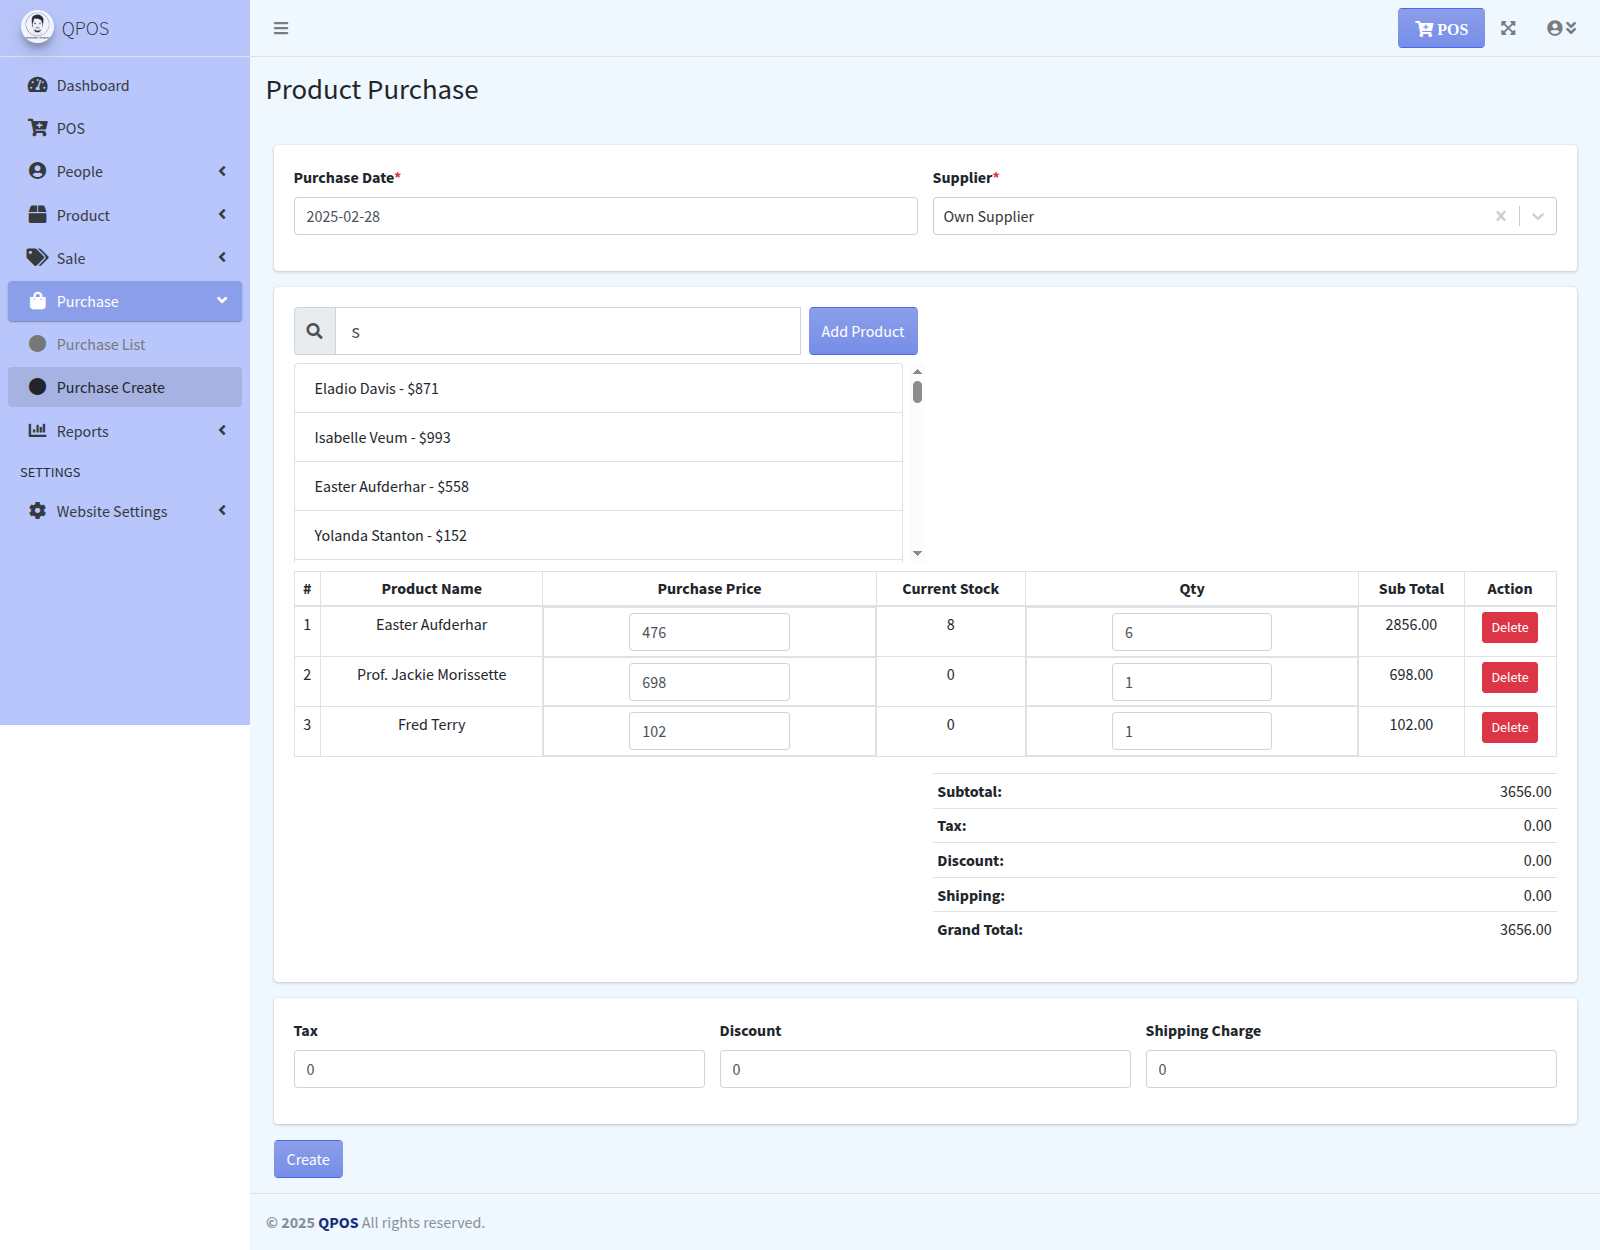 QPOS
POS
Dashboard
POS
People
Product
Sale
Purchase
Purchase List
Purchase Create
Reports
SETTINGS
Website Settings
Product Purchase
Purchase Date*
Supplier*
2025-02-28
Own Supplier
s
Add Product
Eladio Davis - $871
Isabelle Veum - $993
Easter Aufderhar - $558
Yolanda Stanton - $152
# Product Name Purchase Price Current Stock Qty Sub Total Action
1 Easter Aufderhar 476 8 6 2856.00 Delete
2 Prof. Jackie Morissette 698 0 1 698.00 Delete
3 Fred Terry 102 0 1 102.00 Delete
Subtotal: 3656.00
Tax: 0.00
Discount: 0.00
Shipping: 0.00
Grand Total: 3656.00
Tax Discount Shipping Charge
0 0 0
Create
© 2025 QPOS All rights reserved.